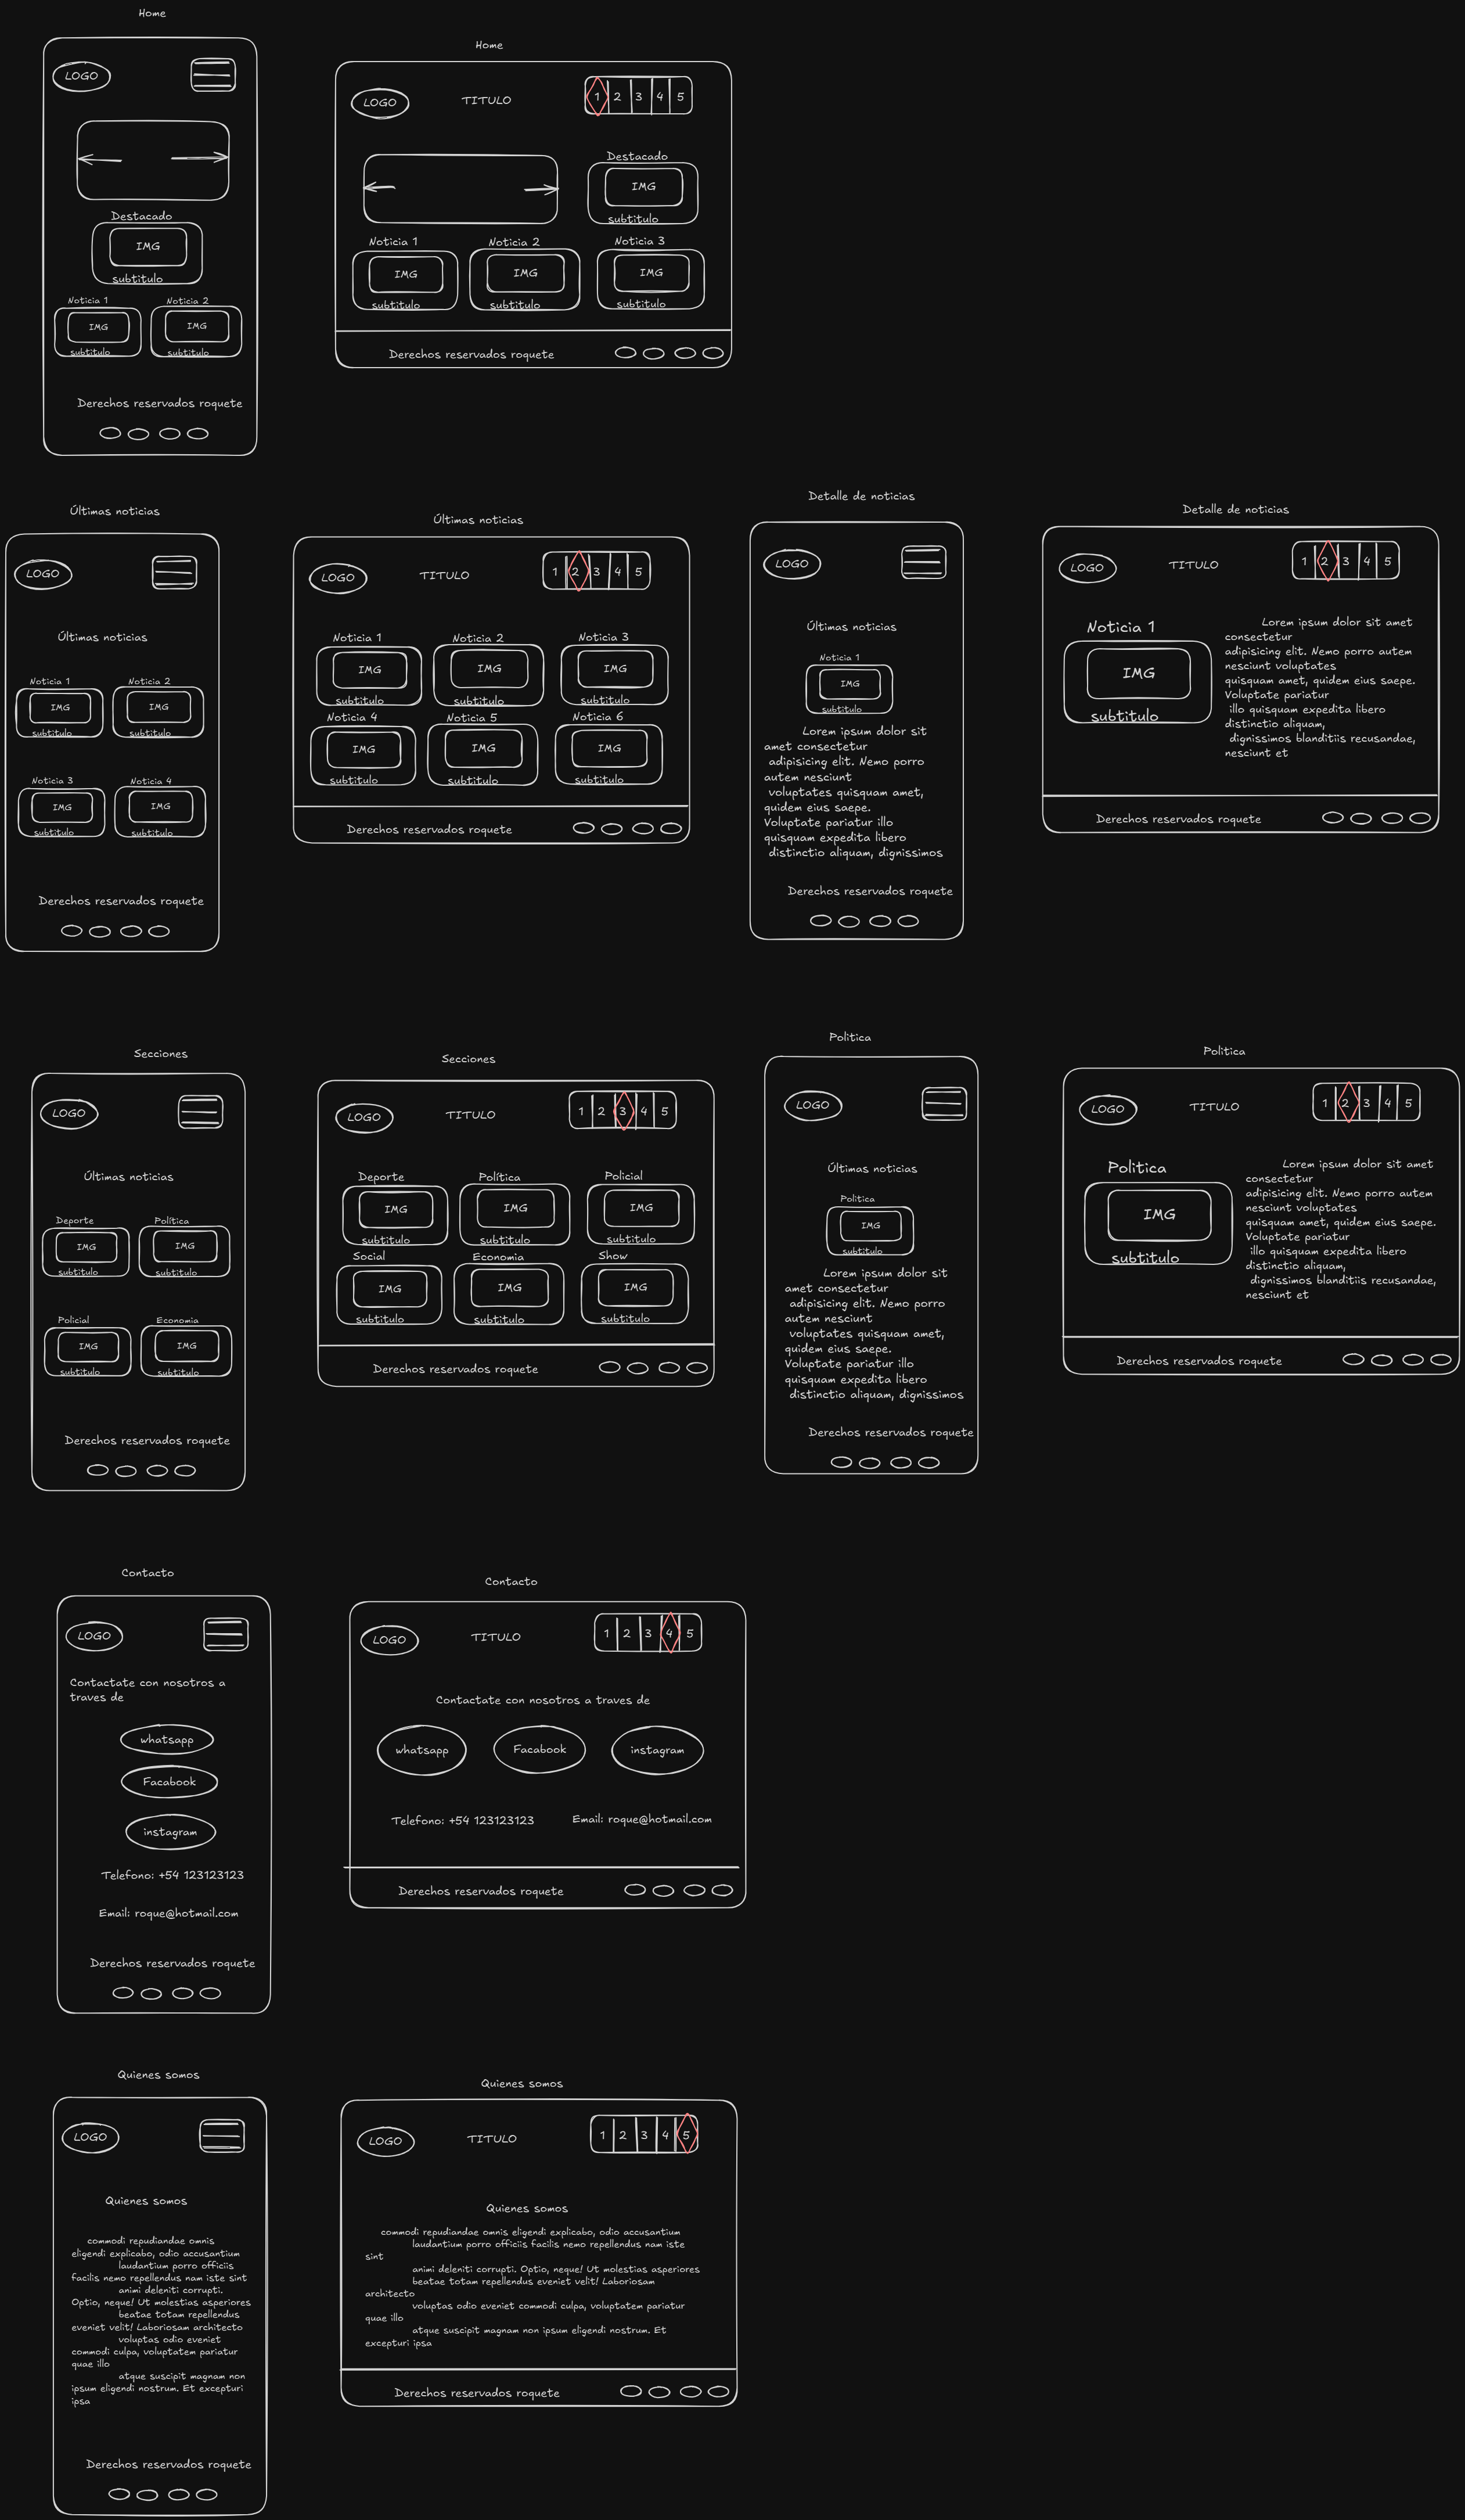 Home
LOGO
Destacado
IMG
subtitulo
Noticia 1
Noticia 2
IMG
IMG
subtitulo
subtitulo
Derechos reservados roquete
Home
LOGO
TITULO
1 2 3 4 5
Destacado
IMG
subtitulo
Noticia 1
Noticia 2
Noticia 3
IMG
IMG
IMG
subtitulo
subtitulo
subtitulo
Derechos reservados roquete
Últimas noticias
LOGO
Últimas noticias
Noticia 1
Noticia 2
IMG
IMG
subtitulo
subtitulo
Noticia 3
Noticia 4
IMG
IMG
subtitulo
subtitulo
Derechos reservados roquete
Últimas noticias
LOGO
TITULO
1 2 3 4 5
Noticia 1
Noticia 2
Noticia 3
IMG
IMG
IMG
subtitulo
subtitulo
subtitulo
Noticia 4
Noticia 5
Noticia 6
IMG
IMG
IMG
subtitulo
subtitulo
subtitulo
Derechos reservados roquete
Detalle de noticias
LOGO
Últimas noticias
Noticia 1
IMG
subtitulo
Lorem ipsum dolor sit
amet consectetur
adipisicing elit. Nemo porro
autem nesciunt
voluptates quisquam amet,
quidem eius saepe.
Voluptate pariatur illo
quisquam expedita libero
distinctio aliquam, dignissimos
Derechos reservados roquete
Detalle de noticias
LOGO
TITULO
1 2 3 4 5
Noticia 1
IMG
subtitulo
Lorem ipsum dolor sit amet
consectetur
adipisicing elit. Nemo porro autem
nesciunt voluptates
quisquam amet, quidem eius saepe.
Voluptate pariatur
illo quisquam expedita libero
distinctio aliquam,
dignissimos blanditiis recusandae,
nesciunt et
Derechos reservados roquete
Secciones
LOGO
Últimas noticias
Deporte
Política
IMG
IMG
subtitulo
subtitulo
Policial
Economia
IMG
IMG
subtitulo
subtitulo
Derechos reservados roquete
Secciones
LOGO
TITULO
1 2 3 4 5
Deporte
Política
Policial
IMG
IMG
IMG
subtitulo
subtitulo
subtitulo
Social
Economia
Show
IMG
IMG
IMG
subtitulo
subtitulo
subtitulo
Derechos reservados roquete
Politica
LOGO
Últimas noticias
Politica
IMG
subtitulo
Lorem ipsum dolor sit
amet consectetur
adipisicing elit. Nemo porro
autem nesciunt
voluptates quisquam amet,
quidem eius saepe.
Voluptate pariatur illo
quisquam expedita libero
distinctio aliquam, dignissimos
Derechos reservados roquete
Politica
LOGO
TITULO
1 2 3 4 5
Politica
IMG
subtitulo
Lorem ipsum dolor sit amet
consectetur
adipisicing elit. Nemo porro autem
nesciunt voluptates
quisquam amet, quidem eius saepe.
Voluptate pariatur
illo quisquam expedita libero
distinctio aliquam,
dignissimos blanditiis recusandae,
nesciunt et
Derechos reservados roquete
Contacto
LOGO
Contactate con nosotros a
traves de
whatsapp
Facabook
instagram
Telefono: +54 123123123
Email: roque@hotmail.com
Derechos reservados roquete
Contacto
LOGO
TITULO
1 2 3 4 5
Contactate con nosotros a traves de
whatsapp
Facabook
instagram
Telefono: +54 123123123
Email: roque@hotmail.com
Derechos reservados roquete
Quienes somos
LOGO
Quienes somos
commodi repudiandae omnis
eligendi explicabo, odio accusantium
laudantium porro officiis
facilis nemo repellendus nam iste sint
animi deleniti corrupti.
Optio, neque! Ut molestias asperiores
beatae totam repellendus
eveniet velit! Laboriosam architecto
voluptas odio eveniet
commodi culpa, voluptatem pariatur
quae illo
atque suscipit magnam non
ipsum eligendi nostrum. Et excepturi
ipsa
Derechos reservados roquete
Quienes somos
LOGO
TITULO
1 2 3 4 5
Quienes somos
commodi repudiandae omnis eligendi explicabo, odio accusantium
laudantium porro officiis facilis nemo repellendus nam iste
sint
animi deleniti corrupti. Optio, neque! Ut molestias asperiores
beatae totam repellendus eveniet velit! Laboriosam
architecto
voluptas odio eveniet commodi culpa, voluptatem pariatur
quae illo
atque suscipit magnam non ipsum eligendi nostrum. Et
excepturi ipsa
Derechos reservados roquete